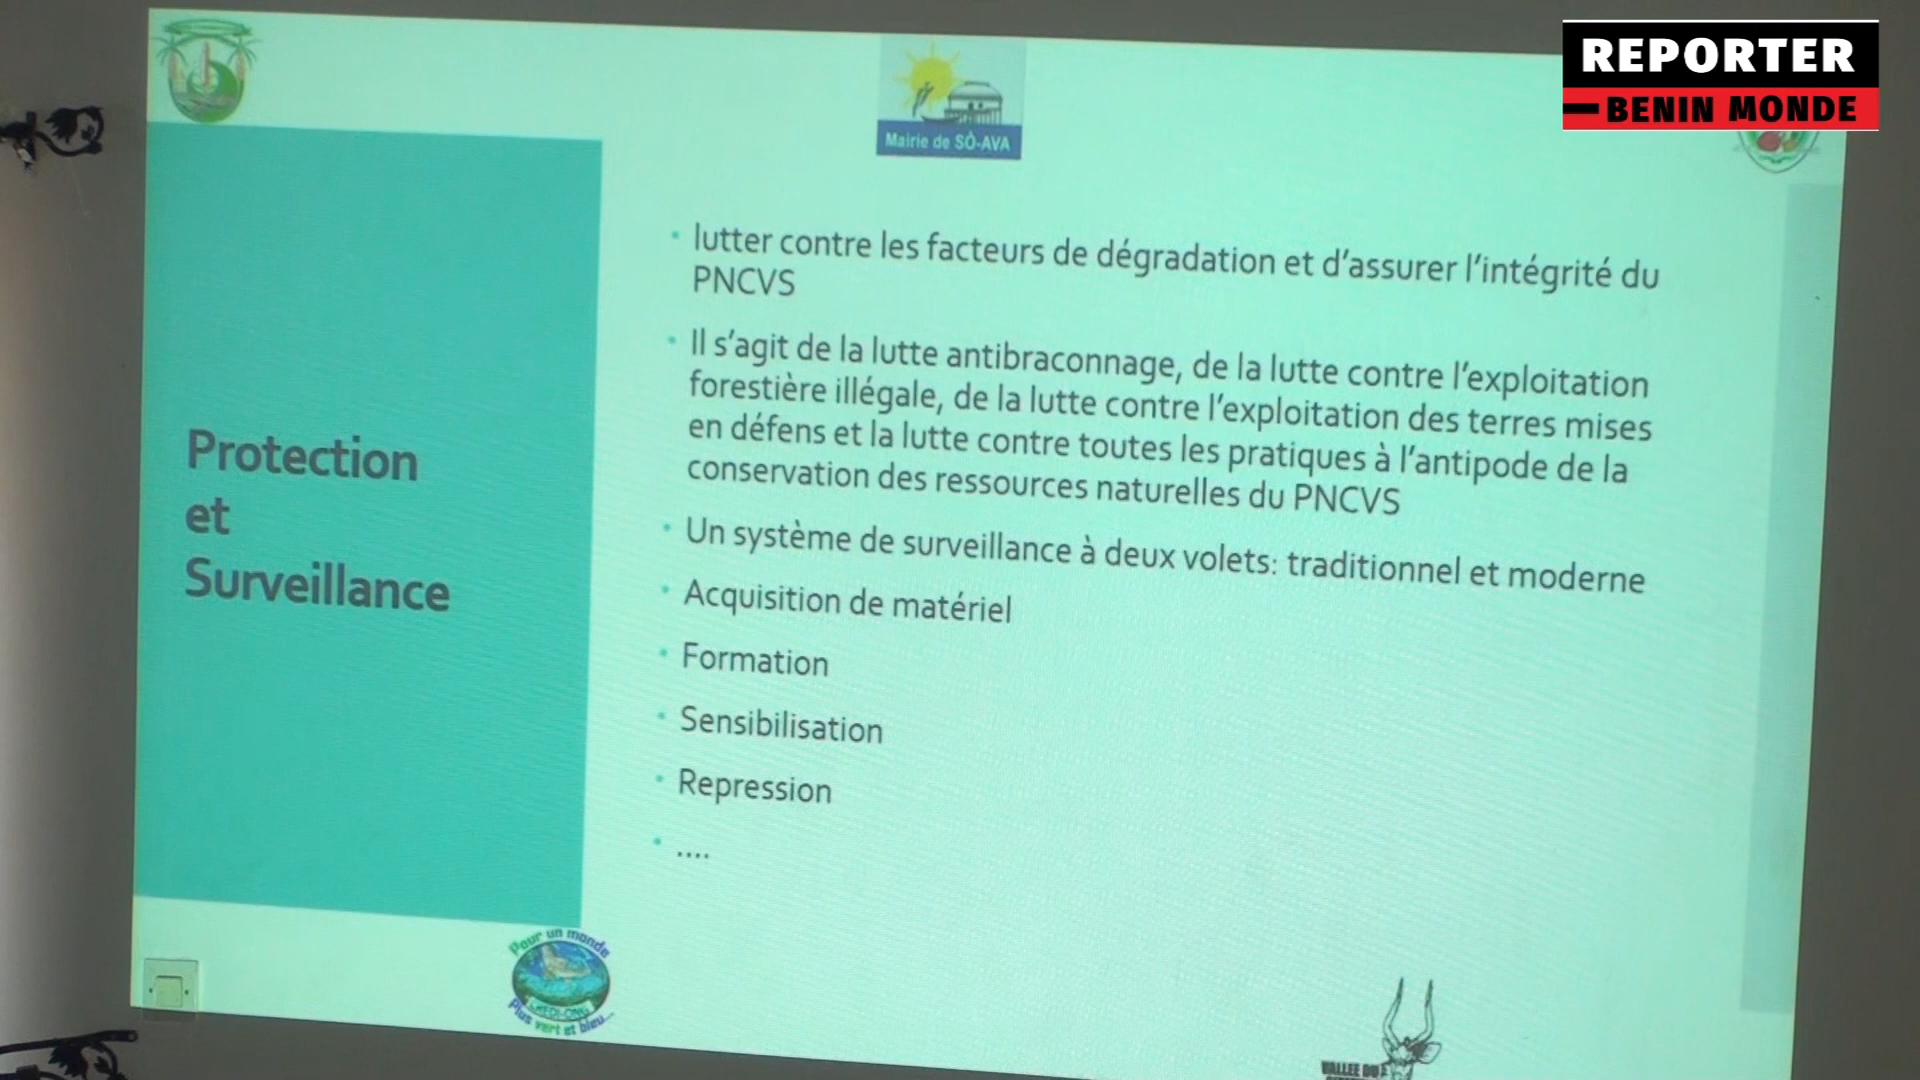 REPORTER
BENIN MONDE
Mairie de SÔ-AVA
Protection
et
Surveillance
lutter contre les facteurs de dégradation et d'assurer l'intégrité du
PNCVS
Il s'agit de la lutte antibraconnage, de la lutte contre l'exploitation
forestière illégale, de la lutte contre l'exploitation des terres mises
en défens et la lutte contre toutes les pratiques à l'antipode de la
conservation des ressources naturelles du PNCVS
Un système de surveillance à deux volets: traditionnel et moderne
Acquisition de matériel
Formation
Sensibilisation
Repression
....
Pour un monde
Plus vert et bleu...
VALLEE DU